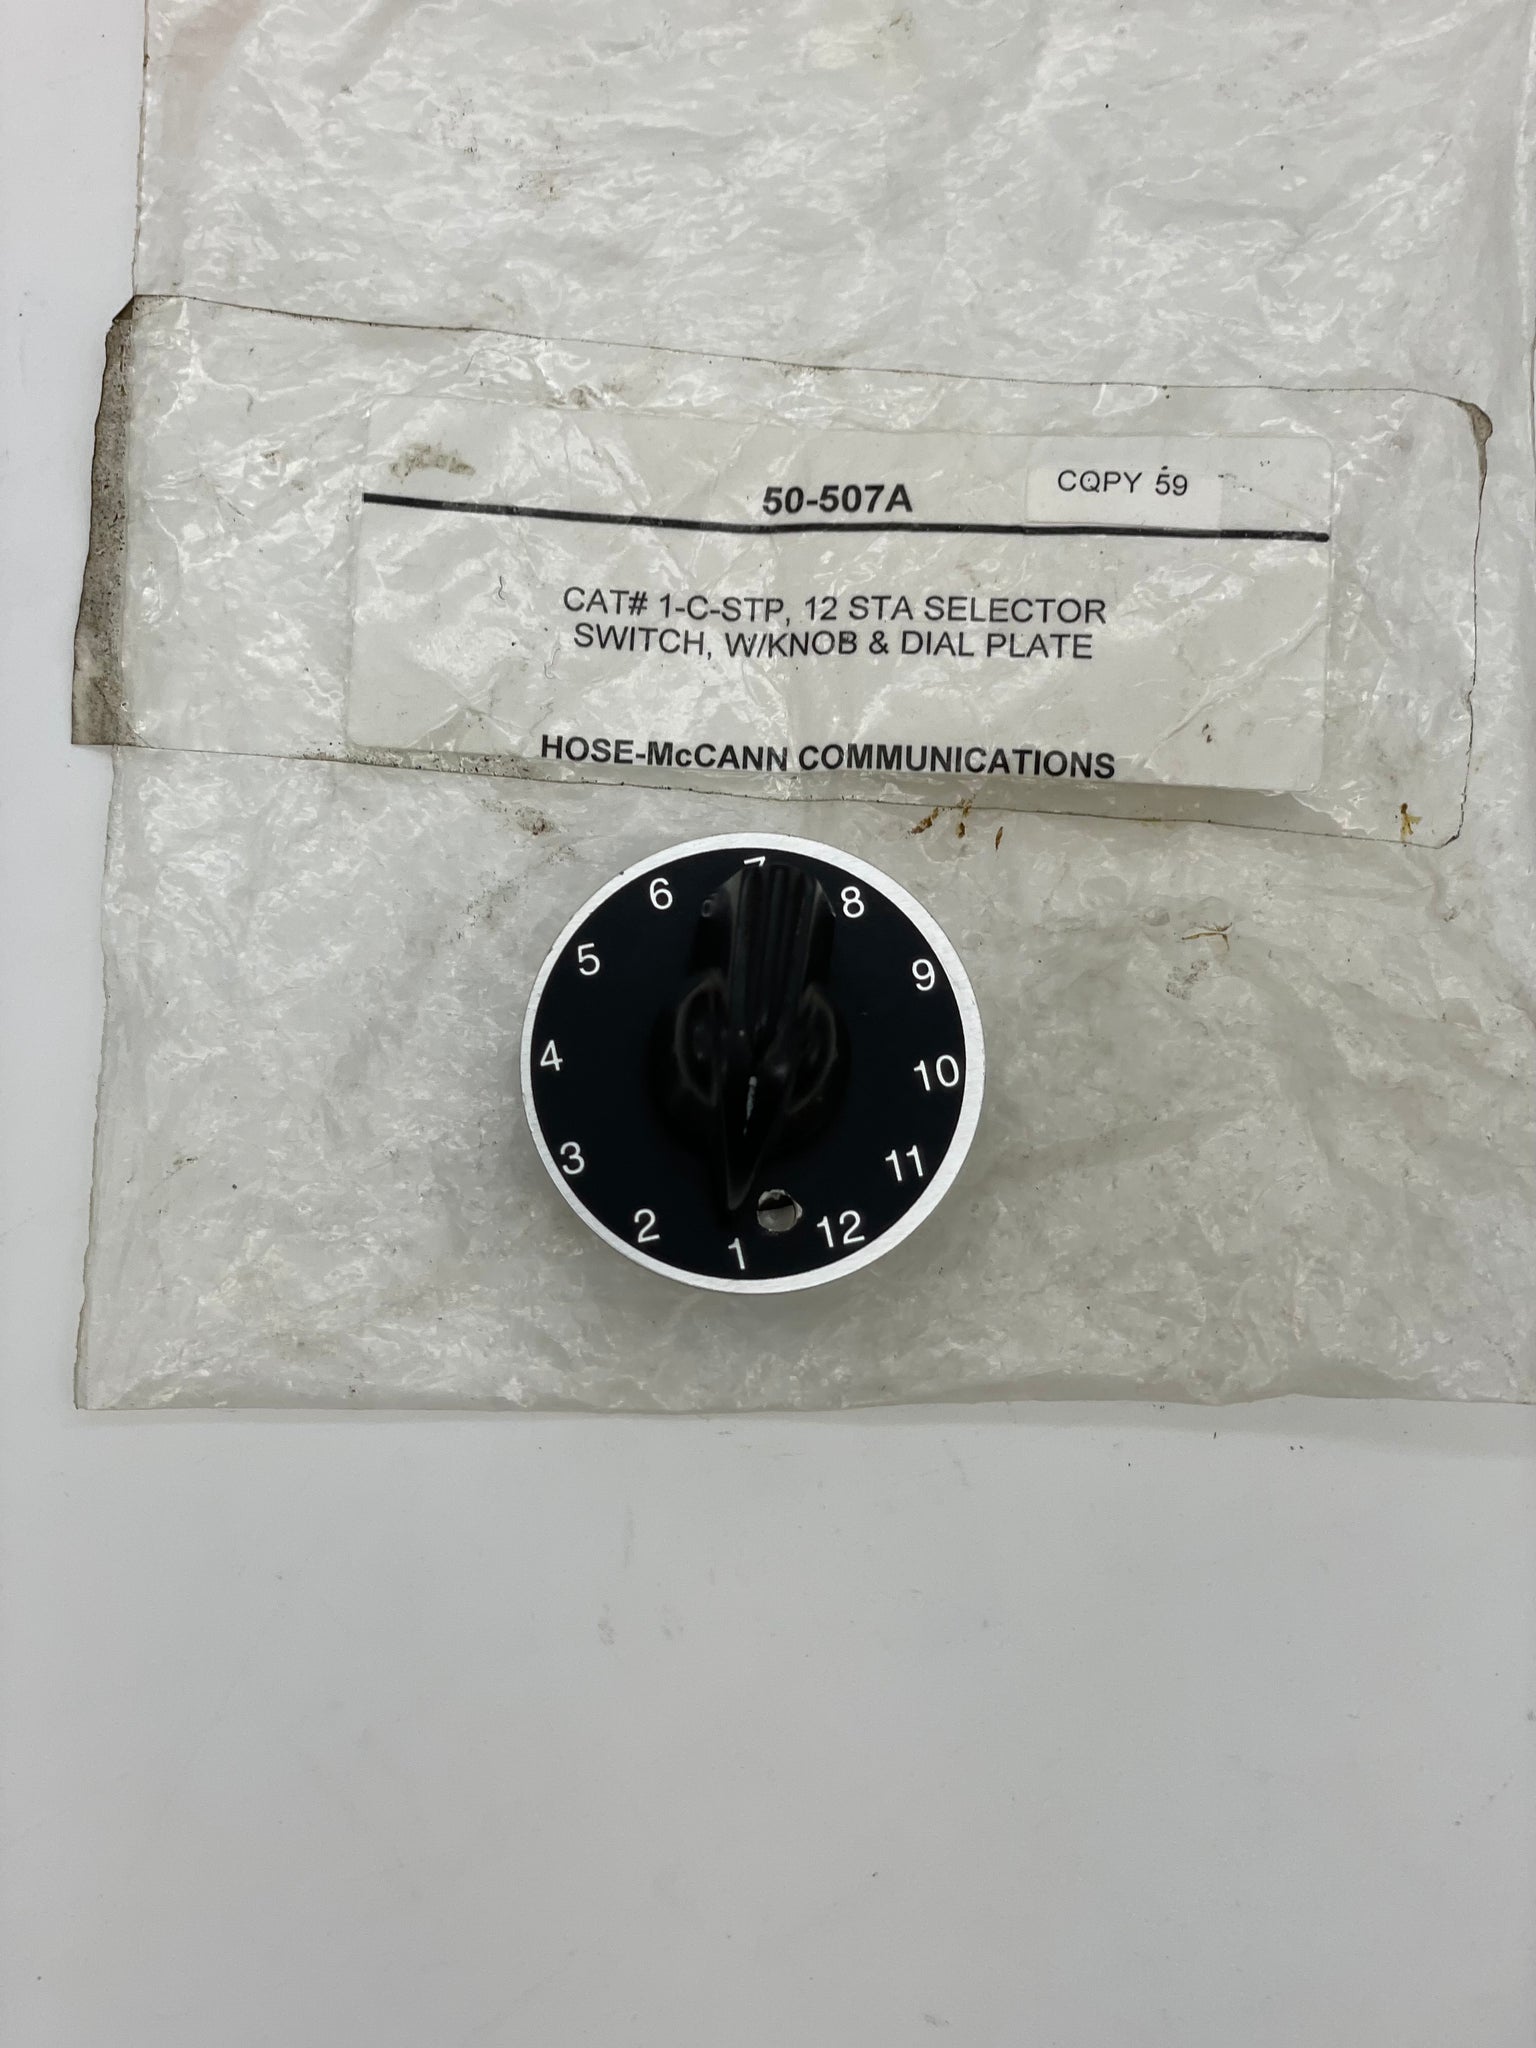 50-507A
CQPY 59
CAT# 1-C-STP, 12 STA SELECTOR
SWITCH, W/KNOB & DIAL PLATE
HOSE-McCANN COMMUNICATIONS
7
6
8
5
9
4
10
3
11
2
12
1